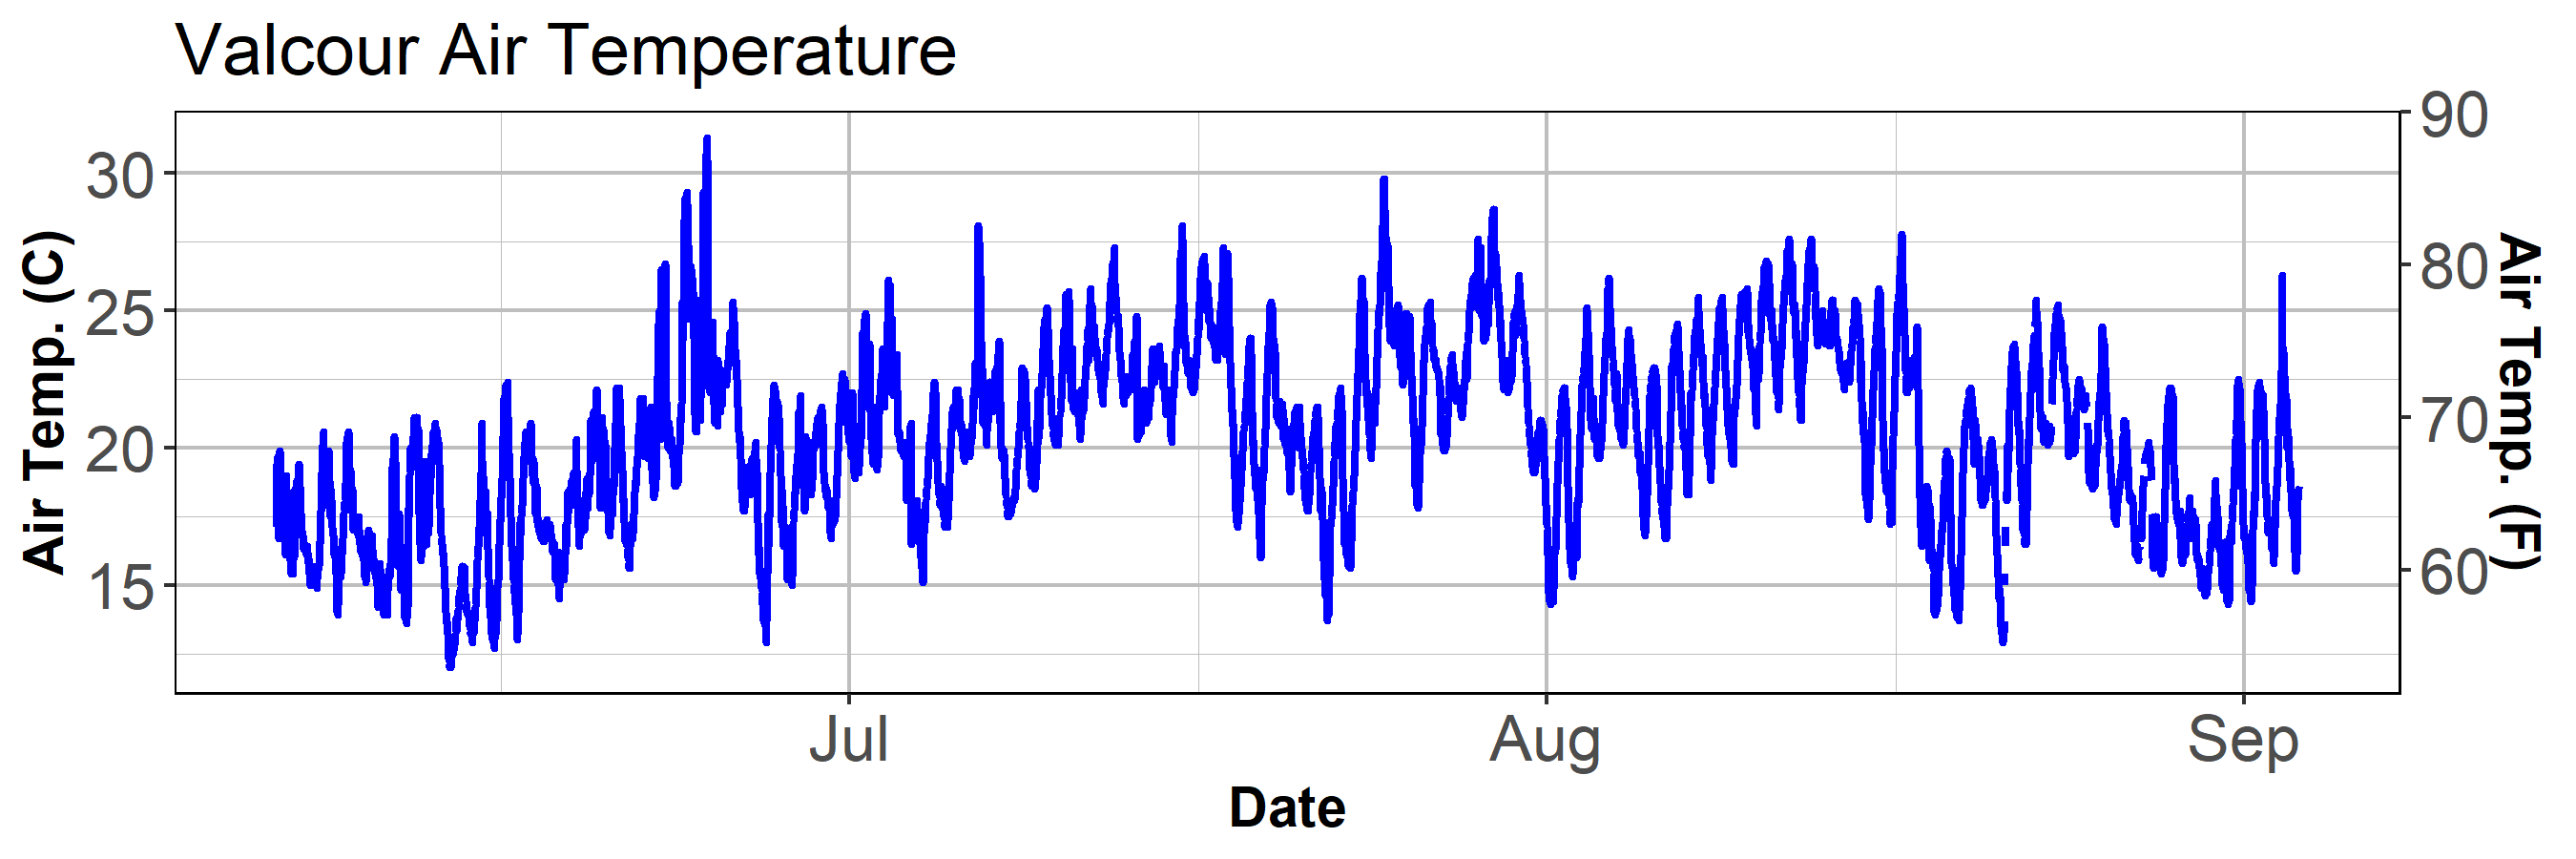 Valcour Air Temperature
Air Temp. (C)
30
25
20
15
90
80
70
60
Air Temp. (F)
Jul
Aug
Sep
Date